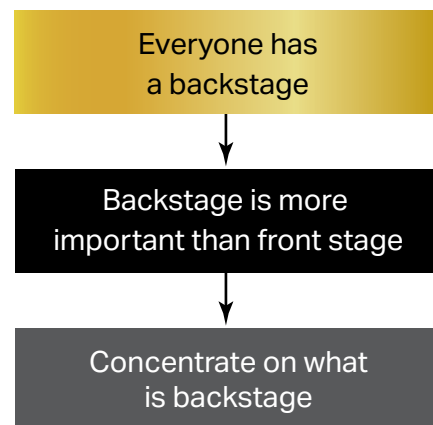 Everyone has
a backstage
Backstage is more
important than front stage
Concentrate on what
is backstage